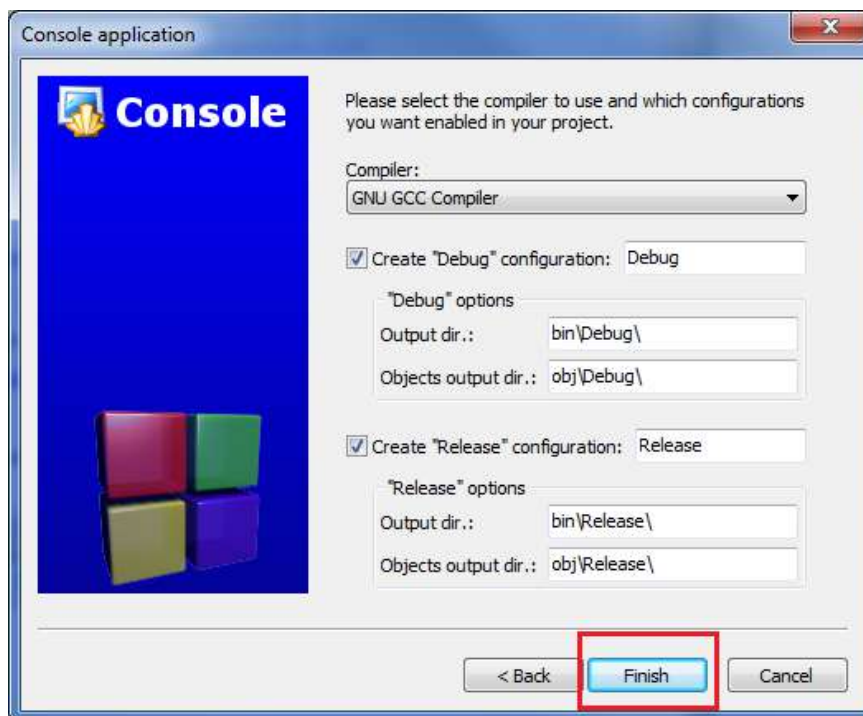 Console application
Console
Please select the compiler to use and which configurations
you want enabled in your project.
Compiler:
GNU GCC Compiler
Create "Debug" configuration: Debug
"Debug" options
Output dir.: bin\Debug\
Objects output dir.: obj\Debug\
Create "Release" configuration: Release
"Release" options
Output dir.: bin\Release\
Objects output dir.: obj\Release\
< Back Finish Cancel